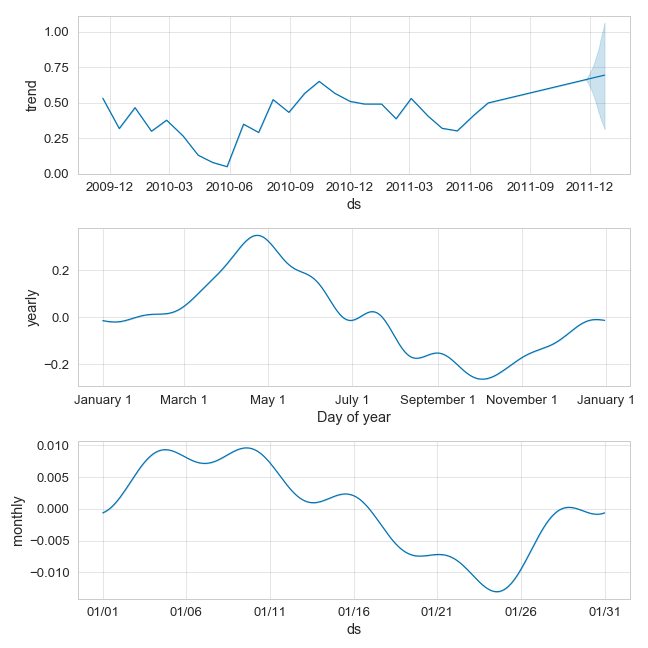 1.00
0.75
0.50
0.25
0.00
trend
2009-12 2010-03 2010-06 2010-09 2010-12 2011-03 2011-06 2011-09 2011-12
ds
0.2
0.0
−0.2
yearly
January 1 March 1 May 1 July 1 September 1 November 1 January 1
Day of year
0.010
0.005
0.000
−0.005
−0.010
monthly
01/01 01/06 01/11 01/16 01/21 01/26 01/31
ds